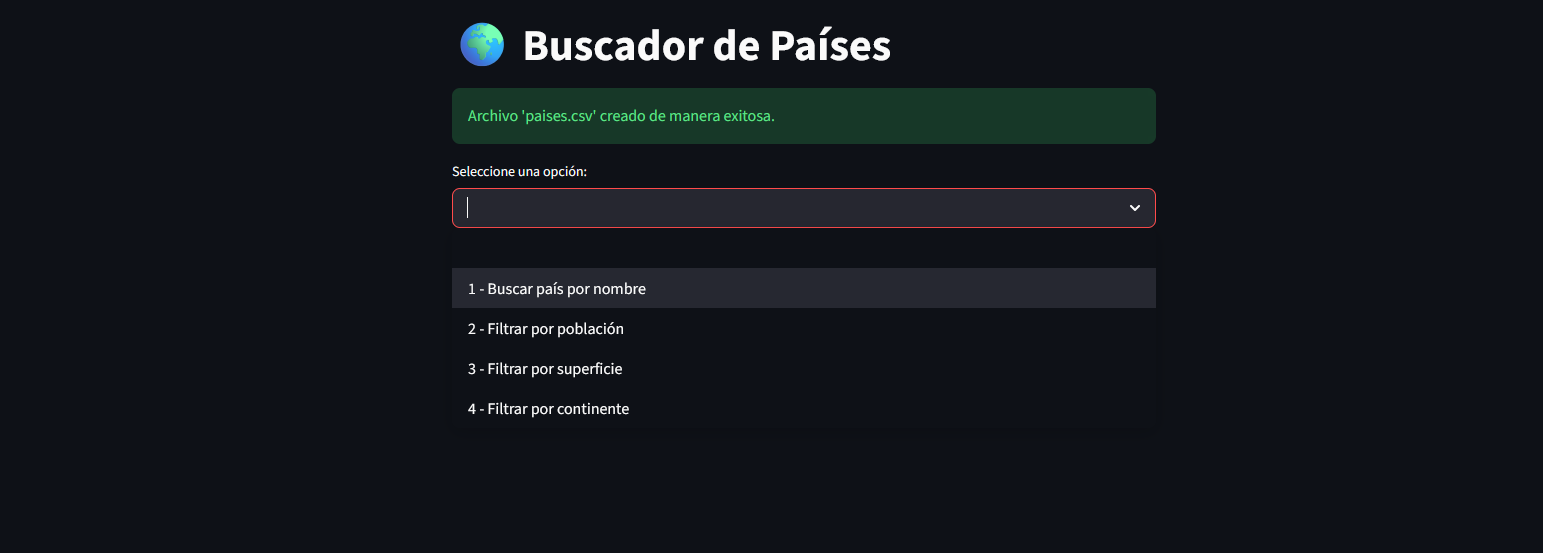 Buscador de Países
Archivo 'paises.csv' creado de manera exitosa.
Seleccione una opción:
1 - Buscar país por nombre
2 - Filtrar por población
3 - Filtrar por superficie
4 - Filtrar por continente